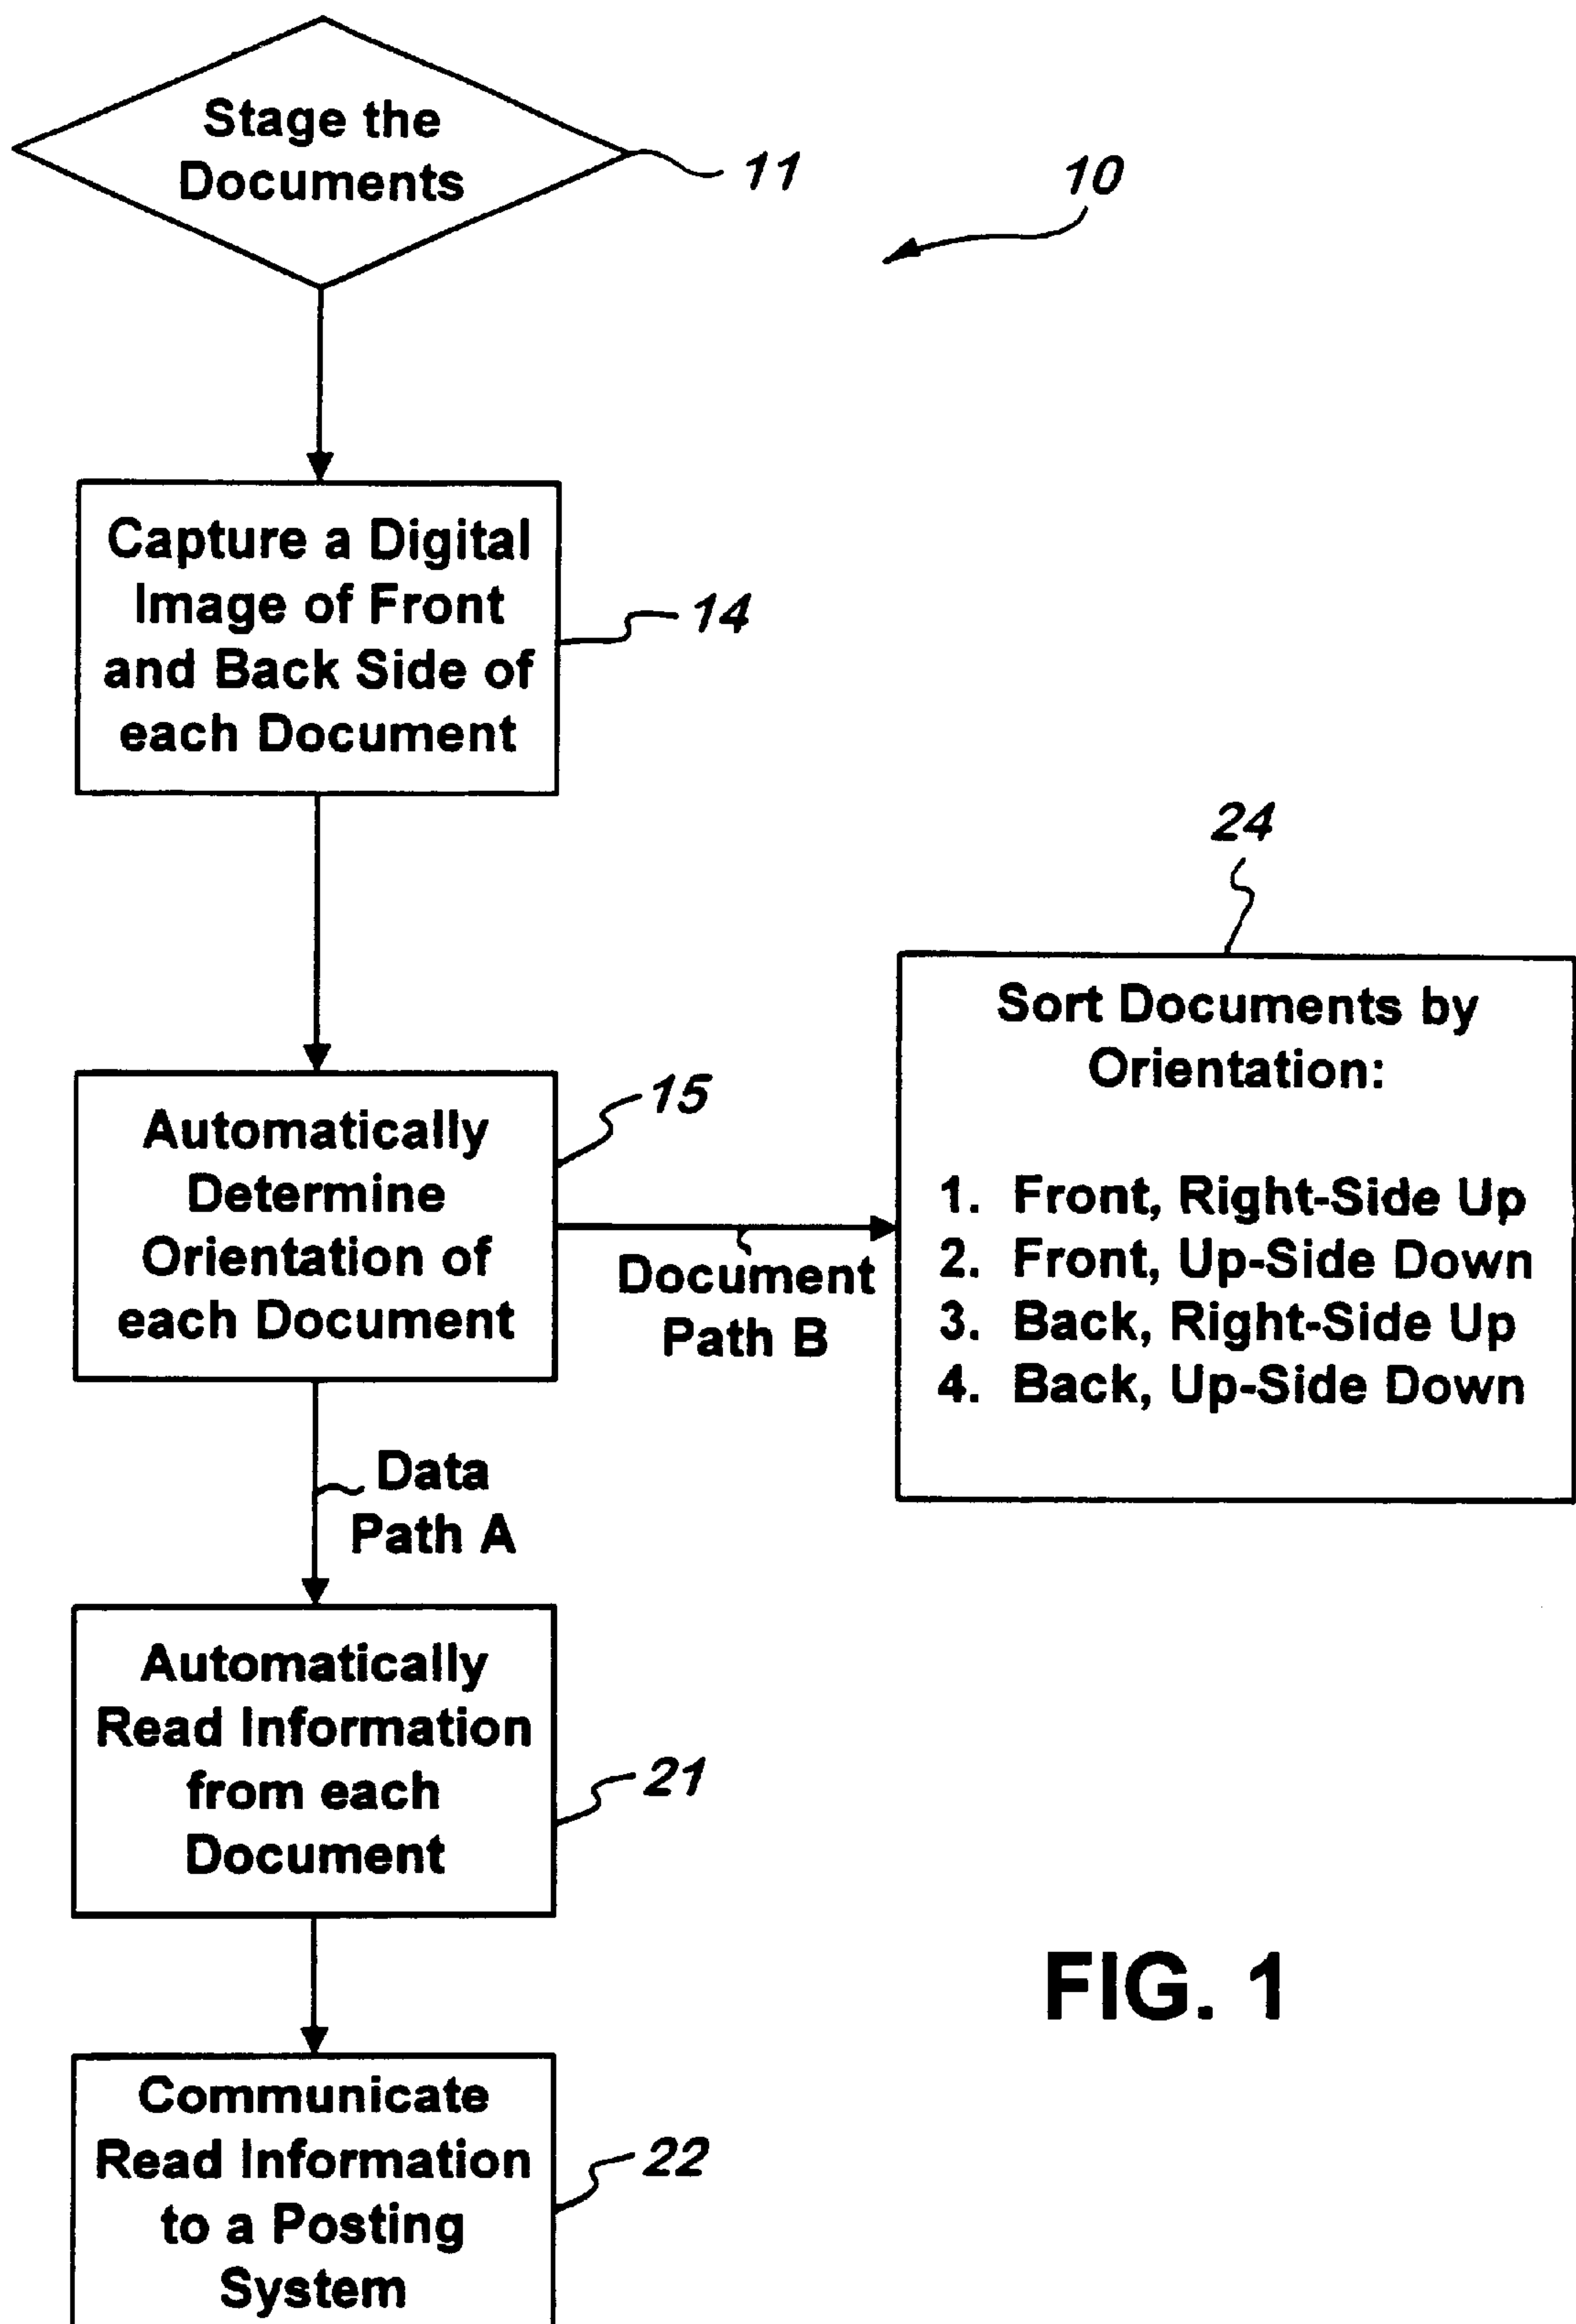 Stage the
Documents
11
10
Capture a Digital
Image of Front
and Back Side of
each Document
14
24
Sort Documents by
Orientation:
1. Front, Right-Side Up
2. Front, Up-Side Down
3. Back, Right-Side Up
4. Back, Up-Side Down
15
Automatically
Determine
Orientation of
each Document
Document
Path B
Data
Path A
Automatically
Read Information
from each
Document
21
FIG. 1
Communicate
Read Information
to a Posting
System
22